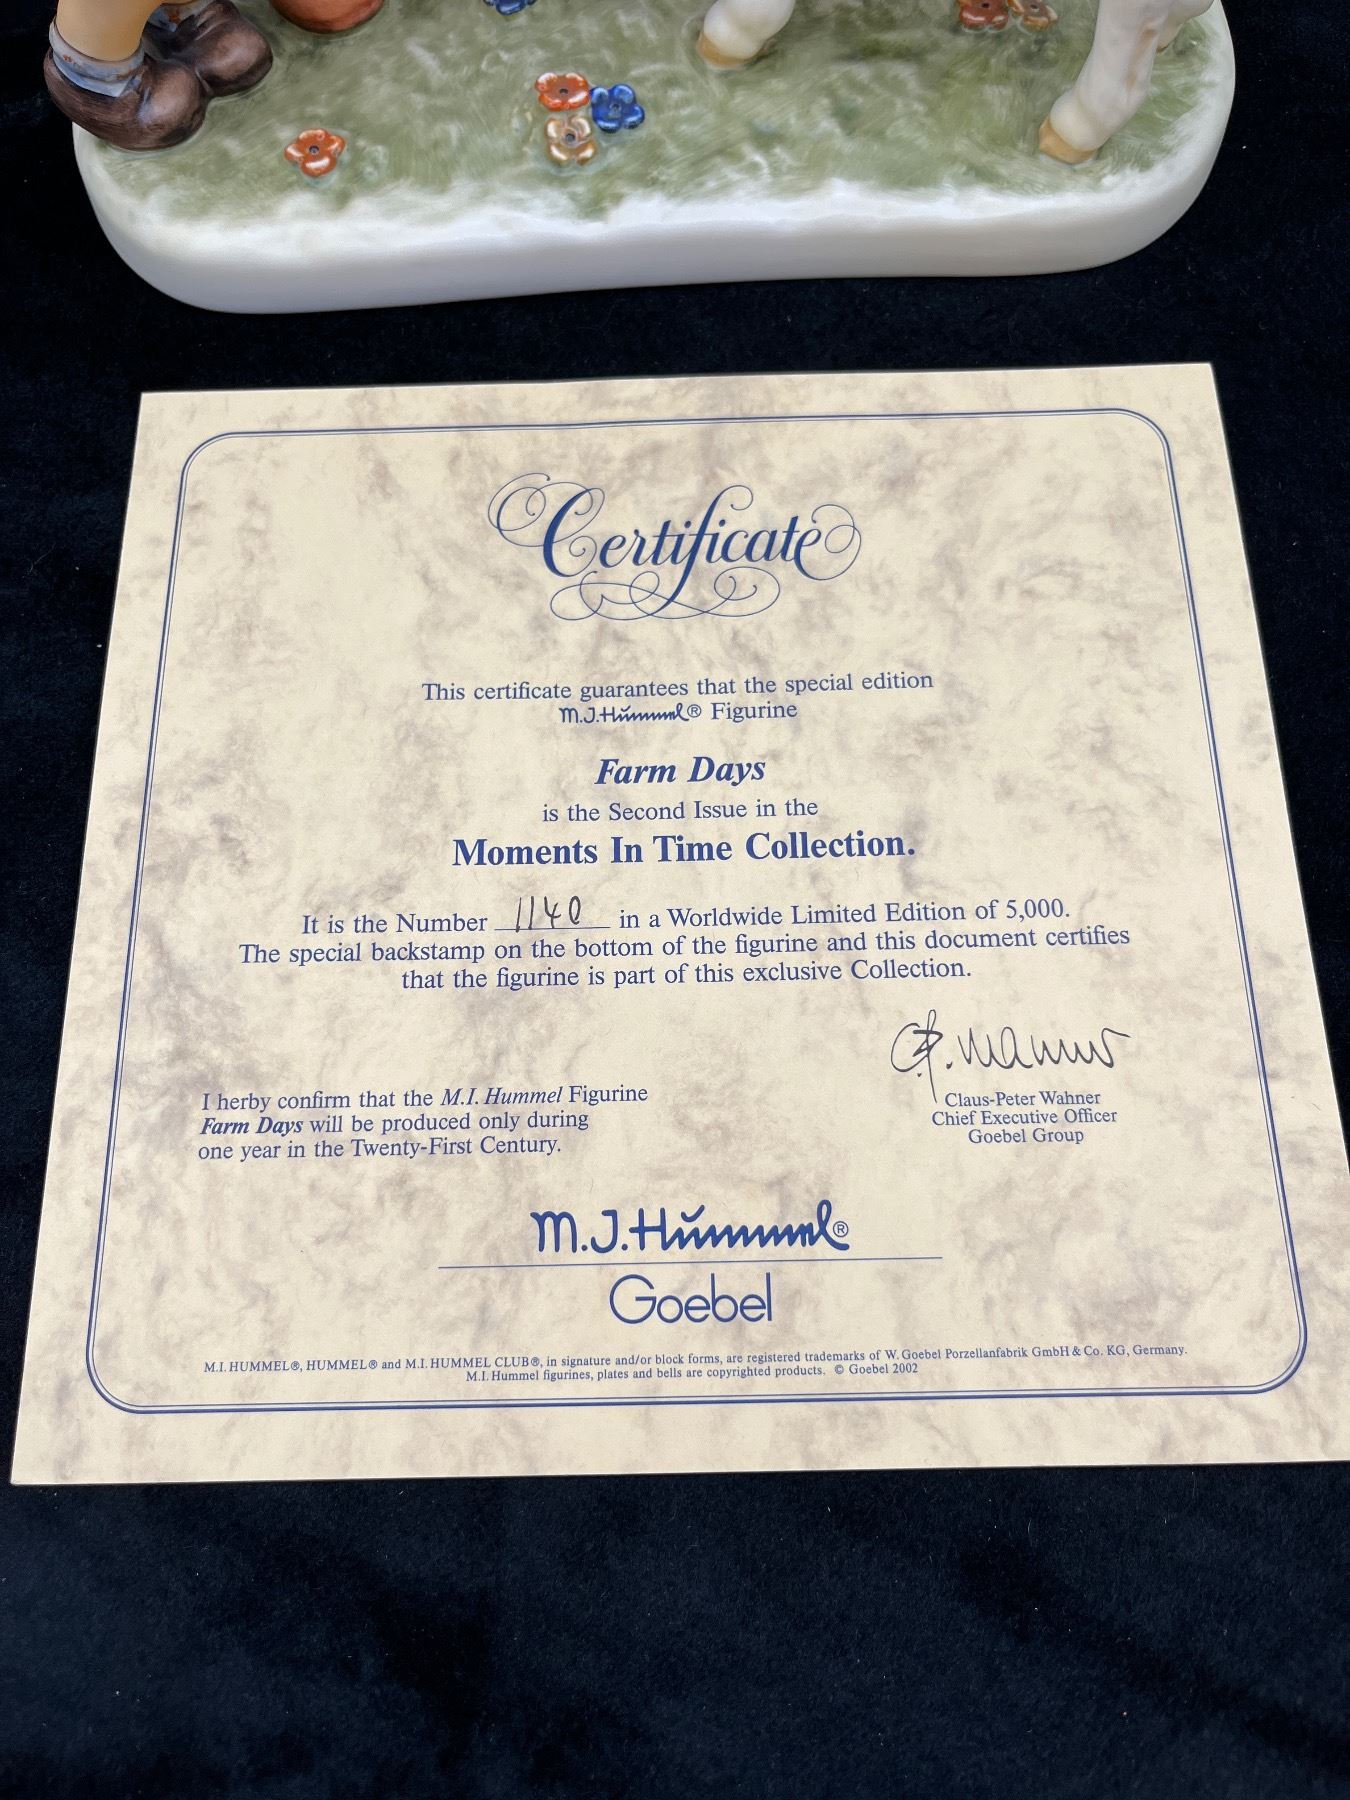 Certificate
This certificate guarantees that the special edition
M.J.Hummel® Figurine
Farm Days
is the Second Issue in the
Moments In Time Collection.
It is the Number 1140 in a Worldwide Limited Edition of 5,000.
The special backstamp on the bottom of the figurine and this document certifies
that the figurine is part of this exclusive Collection.
I herby confirm that the M.I. Hummel Figurine
Farm Days will be produced only during
one year in the Twenty-First Century.
Claus-Peter Wahner
Chief Executive Officer
Goebel Group
M.J.Hummel®
Goebel
M.I. HUMMEL®, HUMMEL® and M.I. HUMMEL CLUB®, in signature and/or block forms, are registered trademarks of W. Goebel Porzellanfabrik GmbH & Co. KG, Germany.
M.I. Hummel figurines, plates and bells are copyrighted products. © Goebel 2002